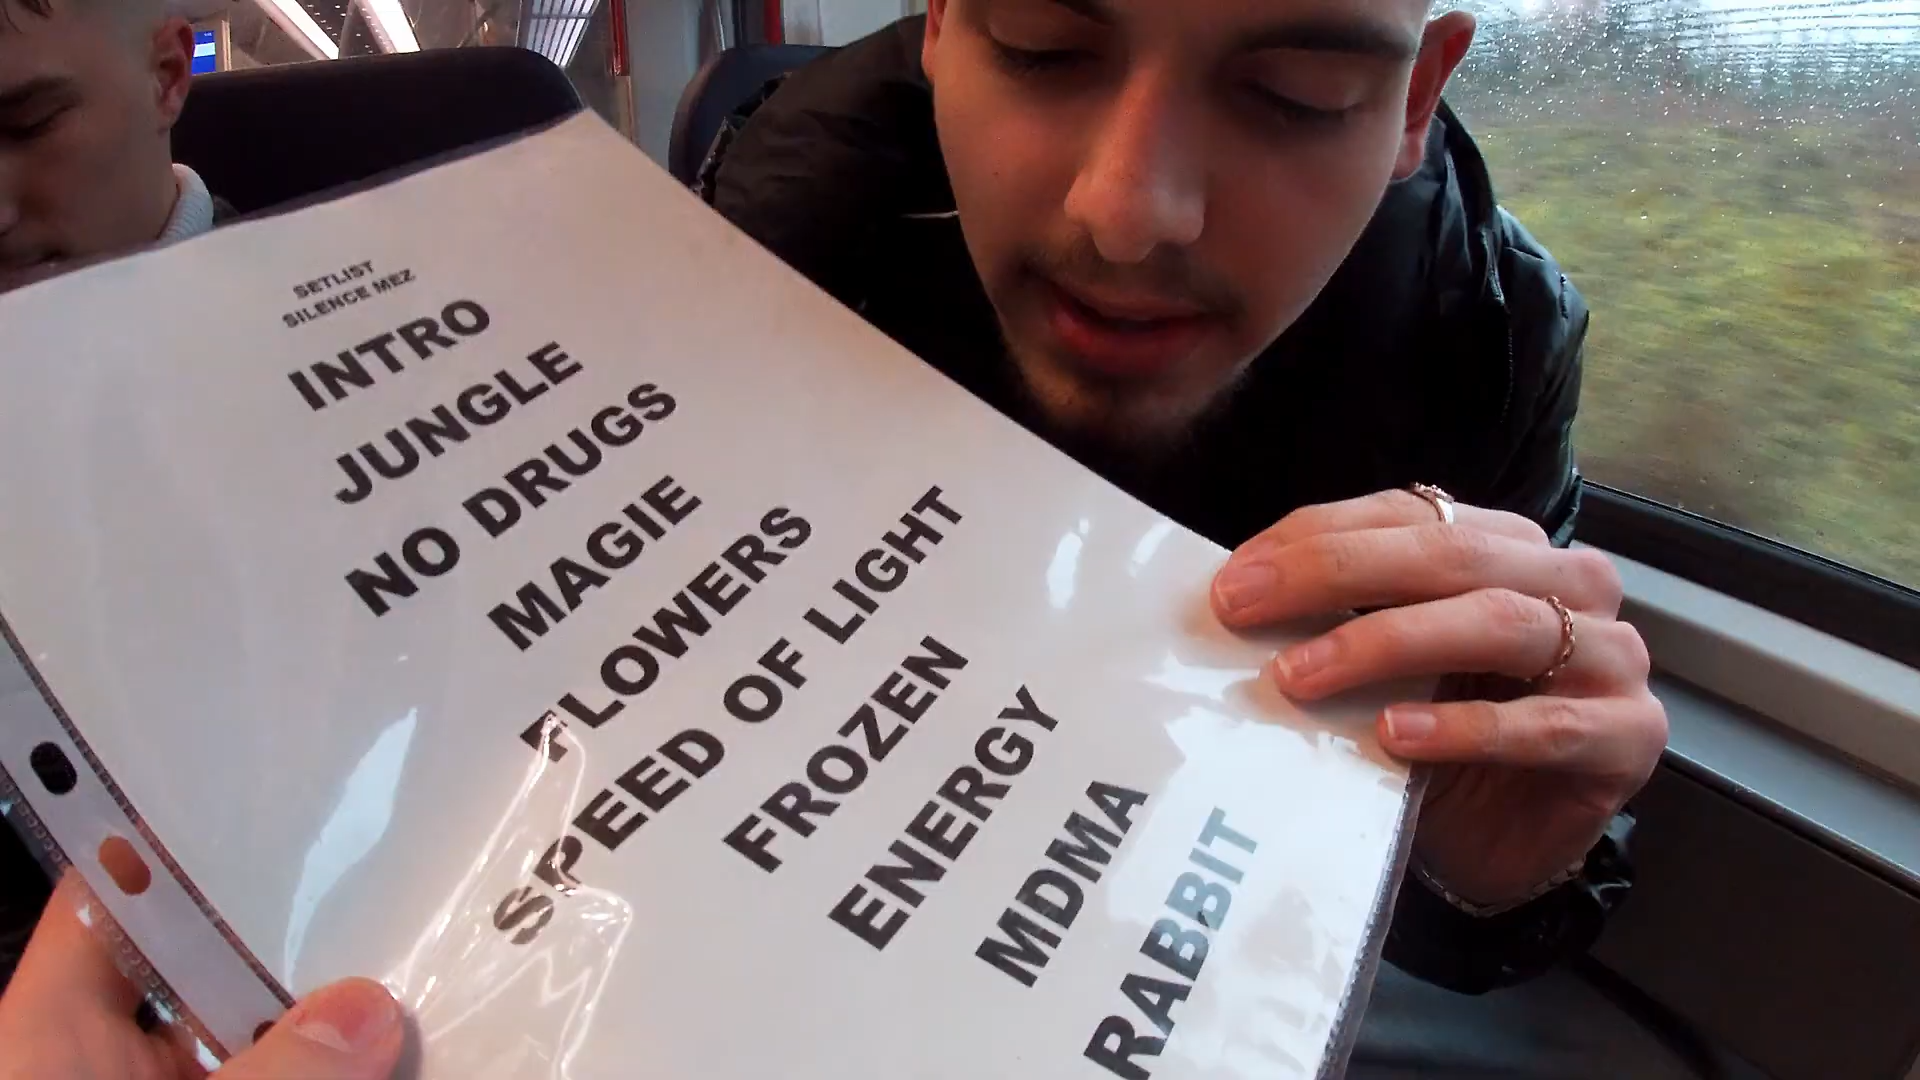 SETLIST
SILENCE MEZ
INTRO
JUNGLE
NO DRUGS
MAGIE
FLOWERS
SPEED OF LIGHT
FROZEN
ENERGY
MDMA
RABBIT